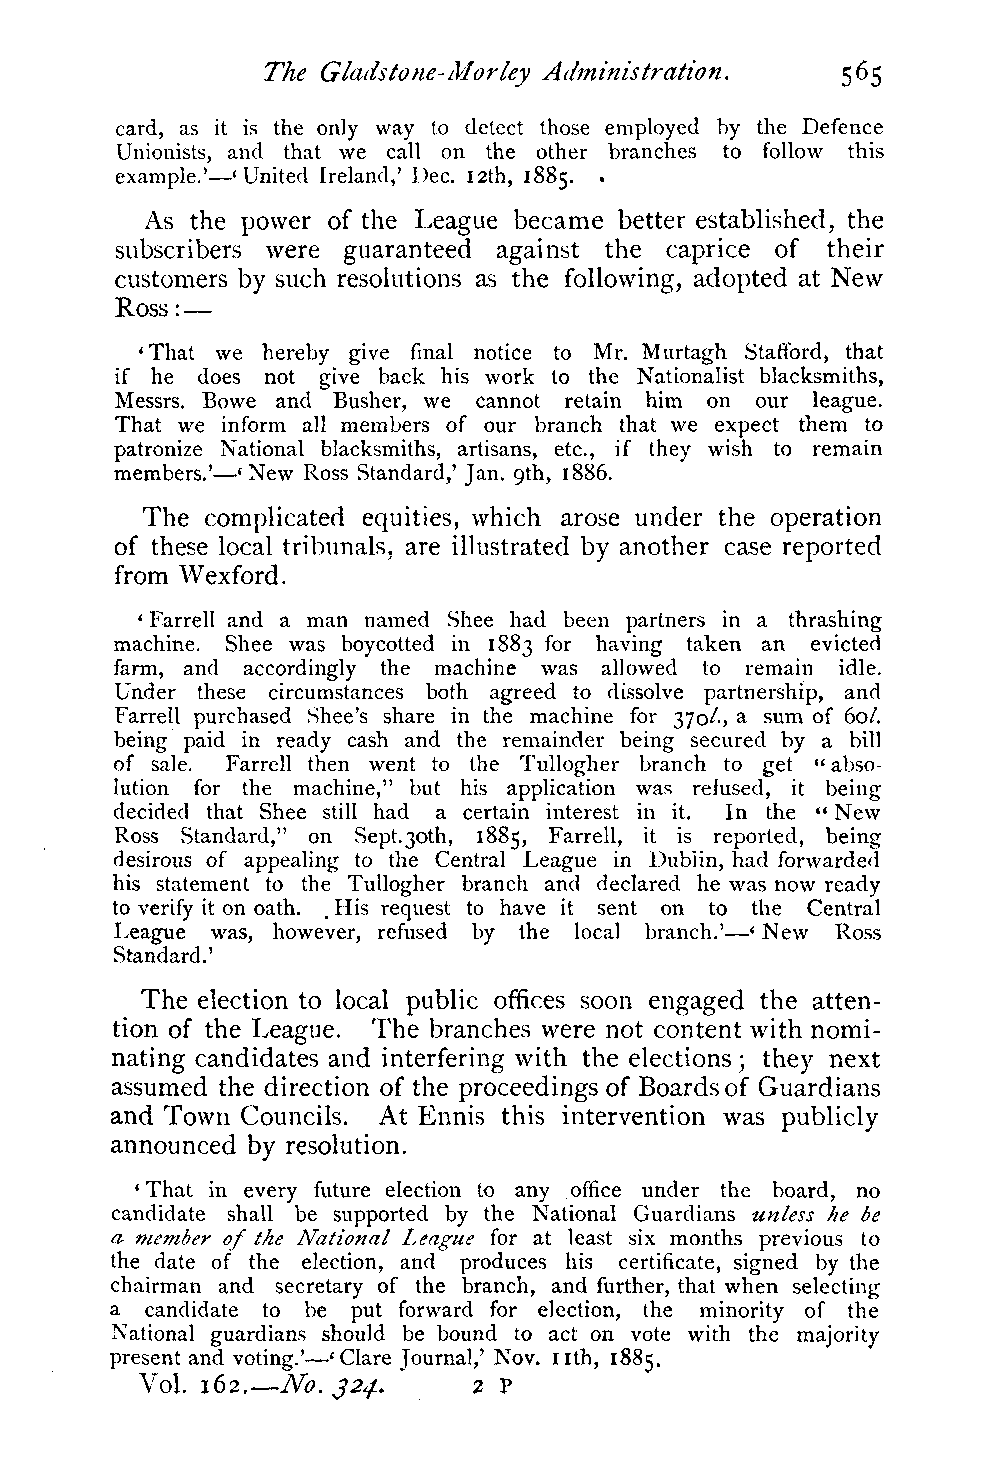 The Gladstone-Morley Administration. 565
card, as it is the only way to detect those employed by the Defence
Unionists, and that we call on the other branches to follow this
example.'—'United Ireland,' Dec. 12th, 1885.
As the power of the League became better established, the
subscribers were guaranteed against the caprice of their
customers by such resolutions as the following, adopted at New
Ross:—
'That we hereby give final notice to Mr. Murtagh Stafford, that
if he does not give back his work to the Nationalist blacksmiths,
Messrs. Bowe and Busher, we cannot retain him on our league.
That we inform all members of our branch that we expect them to
patronize National blacksmiths, artisans, etc., if they wish to remain
members.'—'New Ross Standard,' Jan. 9th, 1886.
The complicated equities, which arose under the operation
of these local tribunals, are illustrated by another case reported
from Wexford.
'Farrell and a man named Shee had been partners in a thrashing
machine. Shee was boycotted in 1883 for having taken an evicted
farm, and accordingly the machine was allowed to remain idle.
Under these circumstances both agreed to dissolve partnership, and
Farrell purchased Shee's share in the machine for 370l., a sum of 60l.
being paid in ready cash and the remainder being secured by a bill
of sale. Farrell then went to the Tullogher branch to get "abso-
lution for the machine," but his application was refused, it being
decided that Shee still had a certain interest in it. In the "New
Ross Standard," on Sept.30th, 1885, Farrell, it is reported, being
desirous of appealing to the Central League in Dublin, had forwarded
his statement to the Tullogher branch and declared he was now ready
to verify it on oath. His request to have it sent on to the Central
League was, however, refused by the local branch.'—'New Ross
Standard.'
The election to local public offices soon engaged the atten-
tion of the League. The branches were not content with nomi-
nating candidates and interfering with the elections; they next
assumed the direction of the proceedings of Boards of Guardians
and Town Councils. At Ennis this intervention was publicly
announced by resolution.
'That in every future election to any office under the board, no
candidate shall be supported by the National Guardians unless he be
a member of the National League for at least six months previous to
the date of the election, and produces his certificate, signed by the
chairman and secretary of the branch, and further, that when selecting
a candidate to be put forward for election, the minority of the
National guardians should be bound to act on vote with the majority
present and voting.'—'Clare Journal,' Nov. 11th, 1885.
Vol. 162.—No. 324. 2 P